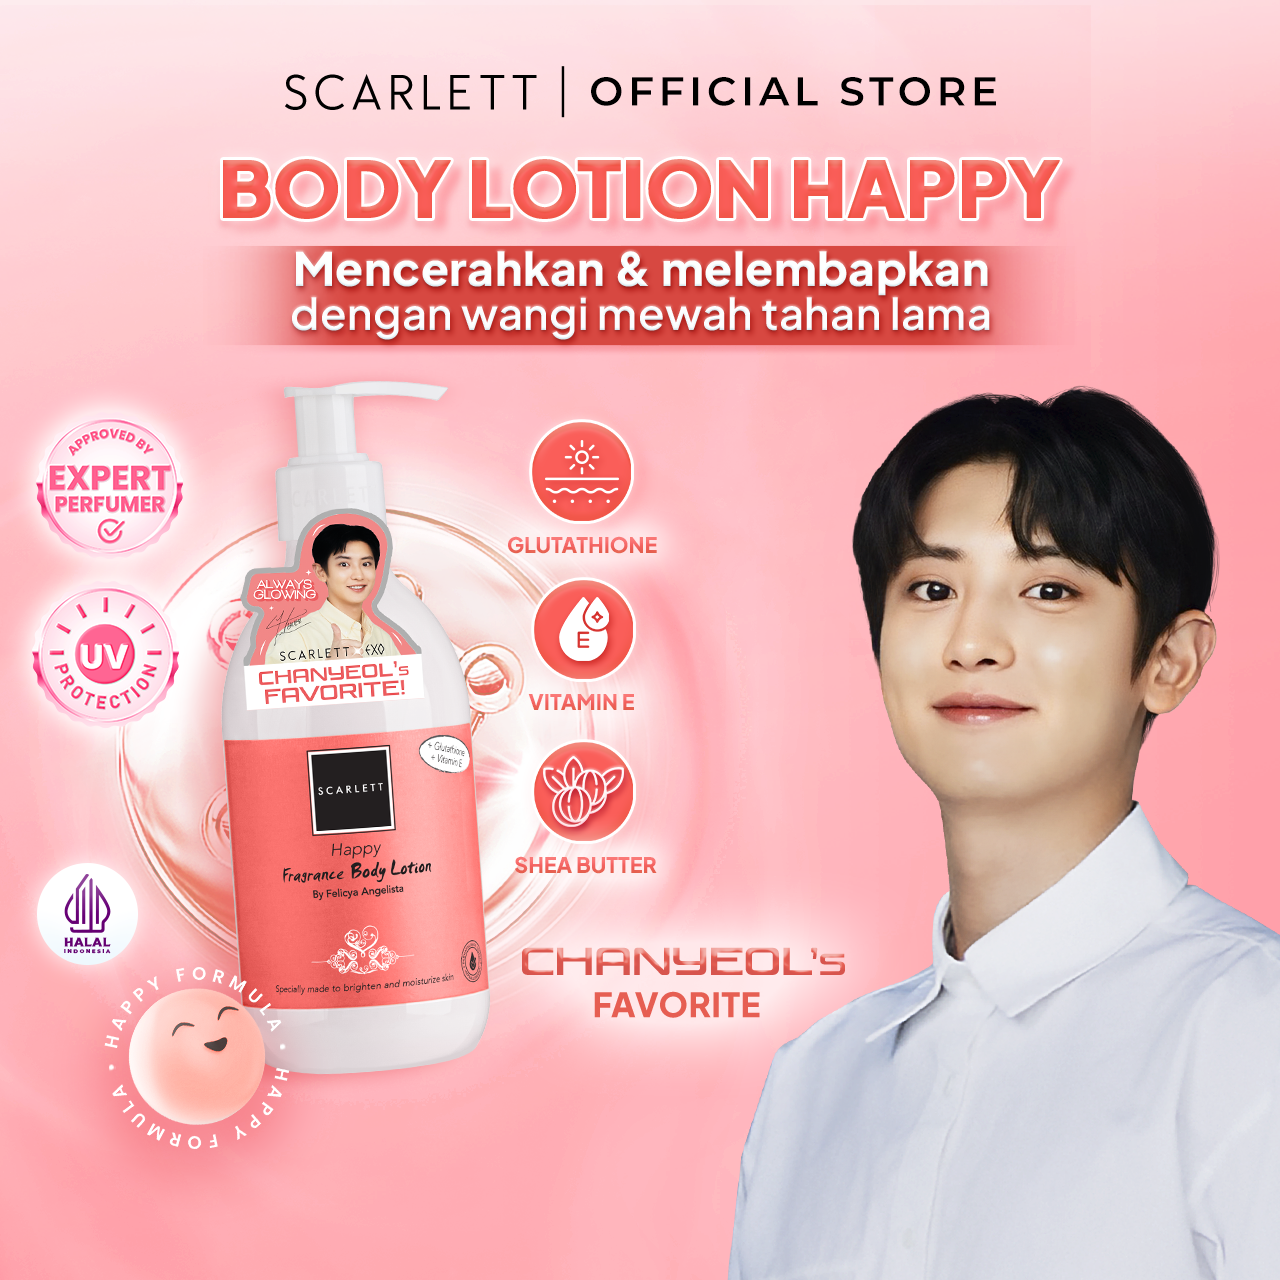 SCARLETT | OFFICIAL STORE
BODY LOTION HAPPY
Mencerahkan & melembapkan
dengan wangi mewah tahan lama
APPROVED BY
EXPERT
PERFUMER
UV
PROTECTION
HALAL
INDONESIA
HAPPY FORMULA • HAPPY FORMULA •
SCARLETT
ALWAYS
GLOWING
SCARLETT × EXO
CHANYEOL's
FAVORITE!
+ Glutathione
+ Vitamin E
SCARLETT
Happy
Fragrance Body Lotion
By Felicya Angelista
Specially made to brighten and moisturize skin
GLUTATHIONE
E
VITAMIN E
SHEA BUTTER
CHANYEOL's
FAVORITE